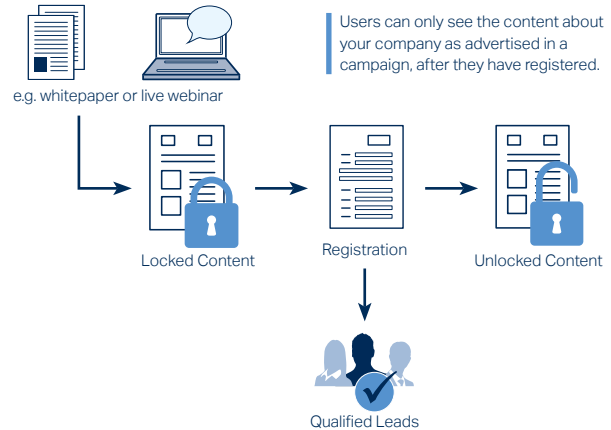 Users can only see the content about
your company as advertised in a
campaign, after they have registered.
e.g. whitepaper or live webinar
Locked Content
Registration
Unlocked Content
Qualified Leads